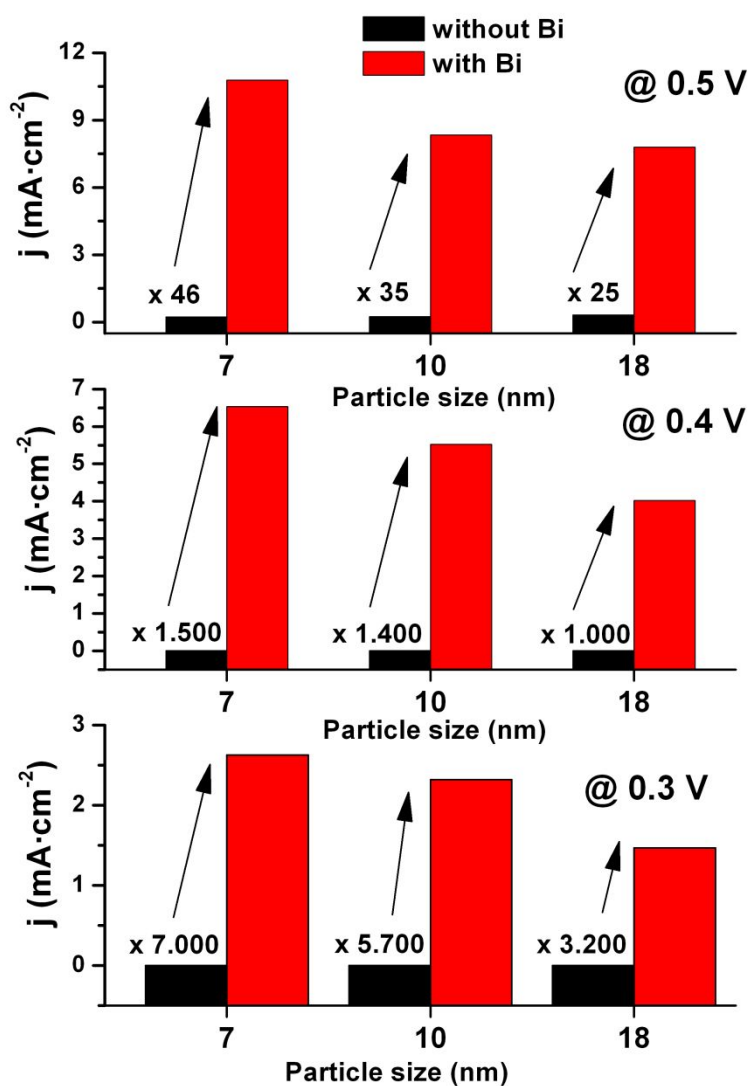 without Bi
with Bi
@ 0.5 V
j (mA·cm-2)
12
9
6
3
0
x 46
x 35
x 25
7 10 18
Particle size (nm)
@ 0.4 V
j (mA·cm-2)
7
6
5
4
3
2
1
0
x 1.500
x 1.400
x 1.000
7 10 18
Particle size (nm)
@ 0.3 V
j (mA·cm-2)
3
2
1
0
x 7.000
x 5.700
x 3.200
7 10 18
Particle size (nm)